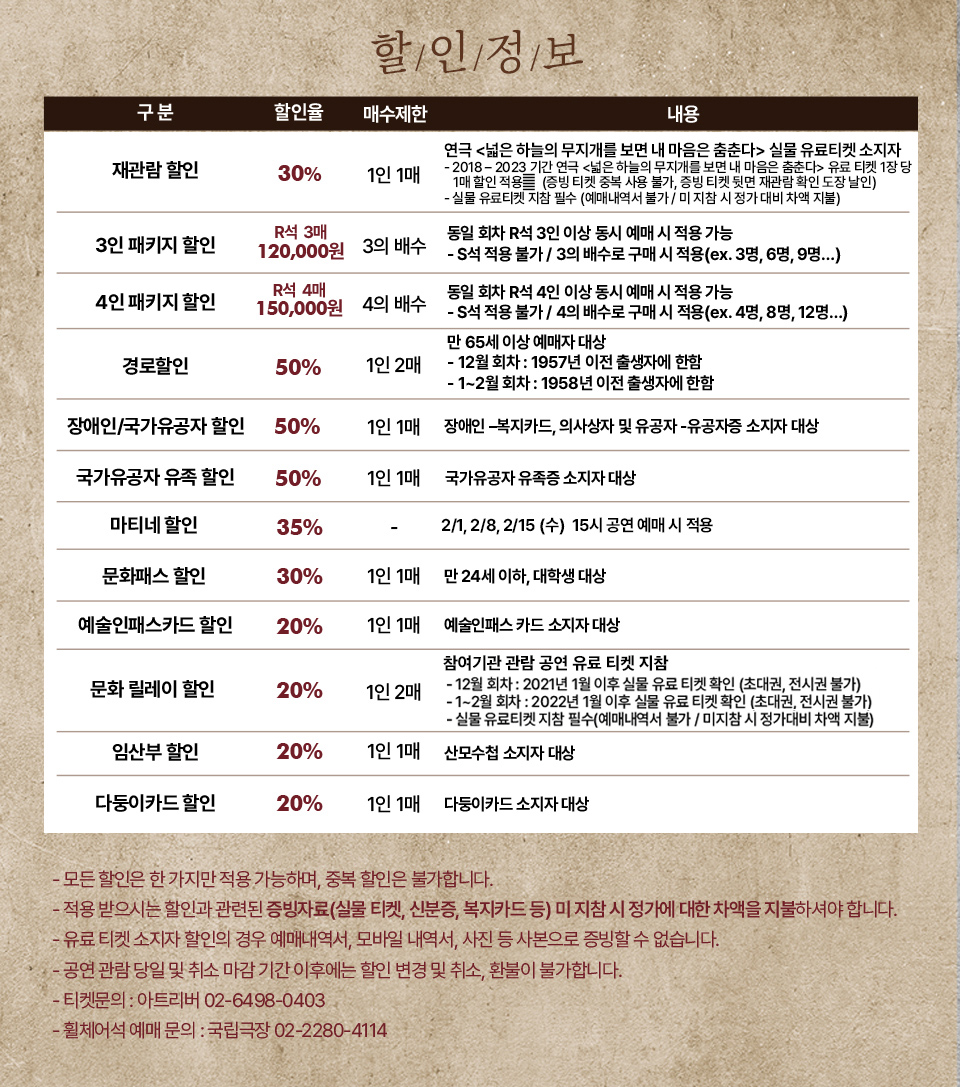 할/인/정/보
구 분 할인율 매수제한 내용
재관람 할인 30% 1인 1매
연극 <넓은 하늘의 무지개를 보면 내 마음은 춤춘다> 실물 유료티켓 소지자
- 2018 – 2023 기간 연극 <넓은 하늘의 무지개를 보면 내 마음은 춤춘다> 유료 티켓 1장 당
1매 할인 적용 (증빙 티켓 중복 사용 불가, 증빙 티켓 뒷면 재관람 확인 도장 날인)
- 실물 유료티켓 지참 필수 (예매내역서 불가 / 미 지참 시 정가 대비 차액 지불)
3인 패키지 할인 R석 3매 120,000원 3의 배수
동일 회차 R석 3인 이상 동시 예매 시 적용 가능
- S석 적용 불가 / 3의 배수로 구매 시 적용(ex. 3명, 6명, 9명...)
4인 패키지 할인 R석 4매 150,000원 4의 배수
동일 회차 R석 4인 이상 동시 예매 시 적용 가능
- S석 적용 불가 / 4의 배수로 구매 시 적용(ex. 4명, 8명, 12명...)
경로할인 50% 1인 2매
만 65세 이상 예매자 대상
- 12월 회차 : 1957년 이전 출생자에 한함
- 1~2월 회차 : 1958년 이전 출생자에 한함
장애인/국가유공자 할인 50% 1인 1매 장애인 –복지카드, 의사상자 및 유공자 -유공자증 소지자 대상
국가유공자 유족 할인 50% 1인 1매 국가유공자 유족증 소지자 대상
마티네 할인 35% - 2/1, 2/8, 2/15 (수) 15시 공연 예매 시 적용
문화패스 할인 30% 1인 1매 만 24세 이하, 대학생 대상
예술인패스카드 할인 20% 1인 1매 예술인패스 카드 소지자 대상
문화 릴레이 할인 20% 1인 2매
참여기관 관람 공연 유료 티켓 지참
- 12월 회차 : 2021년 1월 이후 실물 유료 티켓 확인 (초대권, 전시권 불가)
- 1~2월 회차 : 2022년 1월 이후 실물 유료 티켓 확인 (초대권, 전시권 불가)
- 실물 유료티켓 지참 필수(예매내역서 불가 / 미지참 시 정가대비 차액 지불)
임산부 할인 20% 1인 1매 산모수첩 소지자 대상
다둥이카드 할인 20% 1인 1매 다둥이카드 소지자 대상
- 모든 할인은 한 가지만 적용 가능하며, 중복 할인은 불가합니다.
- 적용 받으시는 할인과 관련된 증빙자료(실물 티켓, 신분증, 복지카드 등) 미 지참 시 정가에 대한 차액을 지불하셔야 합니다.
- 유료 티켓 소지자 할인의 경우 예매내역서, 모바일 내역서, 사진 등 사본으로 증빙할 수 없습니다.
- 공연 관람 당일 및 취소 마감 기간 이후에는 할인 변경 및 취소, 환불이 불가합니다.
- 티켓문의 : 아트리버 02-6498-0403
- 휠체어석 예매 문의 : 국립극장 02-2280-4114